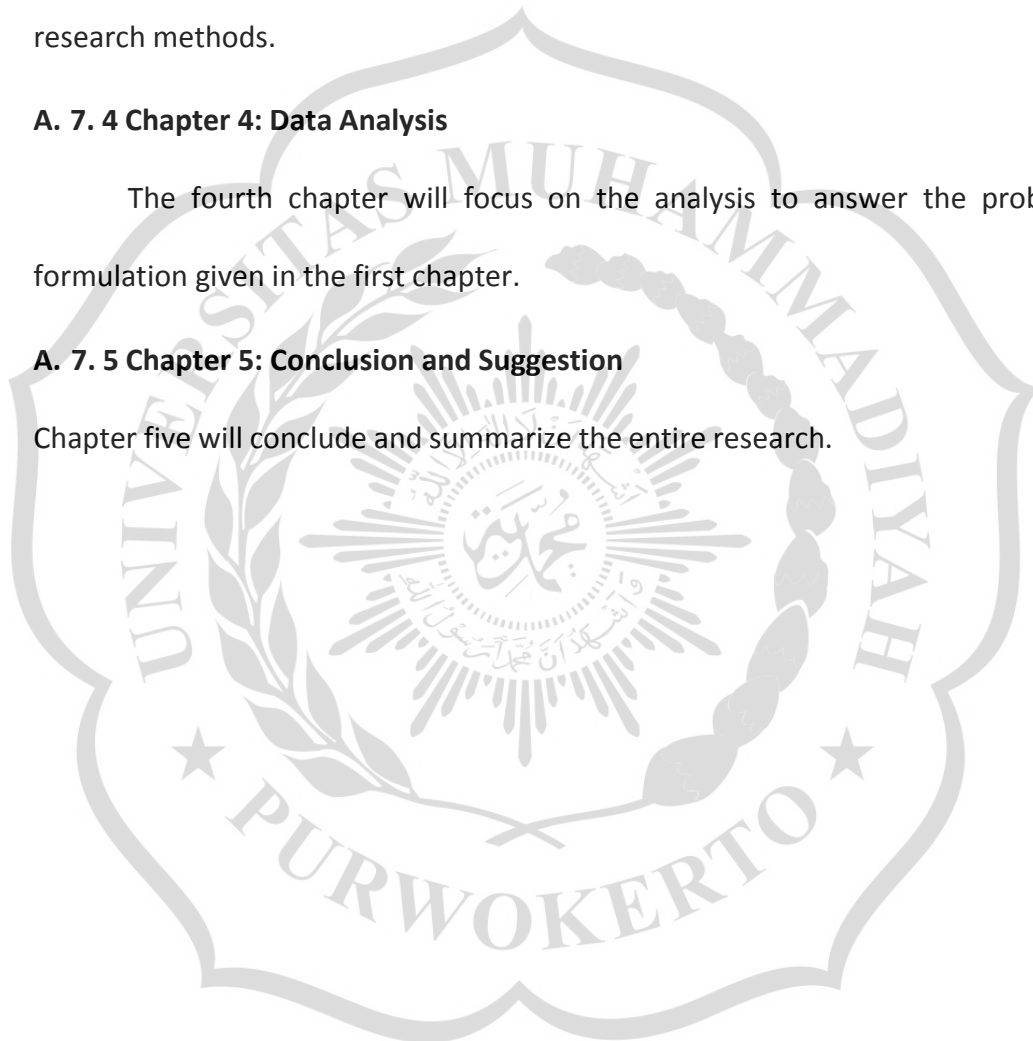 research methods.
A. 7. 4 Chapter 4: Data Analysis
The fourth chapter will focus on the analysis to answer the prob
formulation given in the first chapter.
A. 7. 5 Chapter 5: Conclusion and Suggestion
Chapter five will conclude and summarize the entire research.
UNIVERSITAS MUHAMMADIYAH
PURWOKERTO